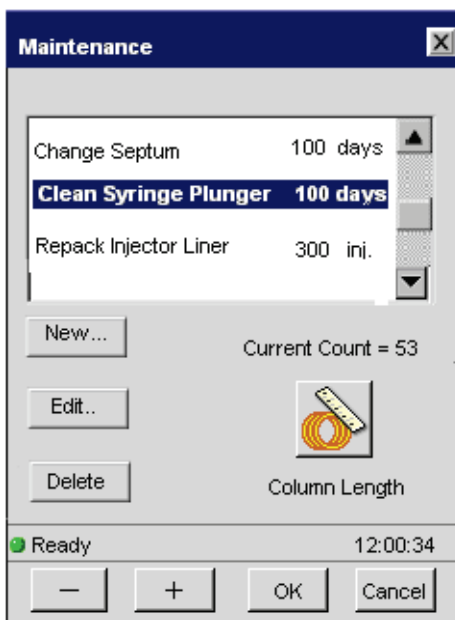 Maintenance
Change Septum 100 days
Clean Syringe Plunger 100 days
Repack Injector Liner 300 inj.
New...
Current Count = 53
Edit..
Delete
Column Length
Ready 12:00:34
— + OK Cancel